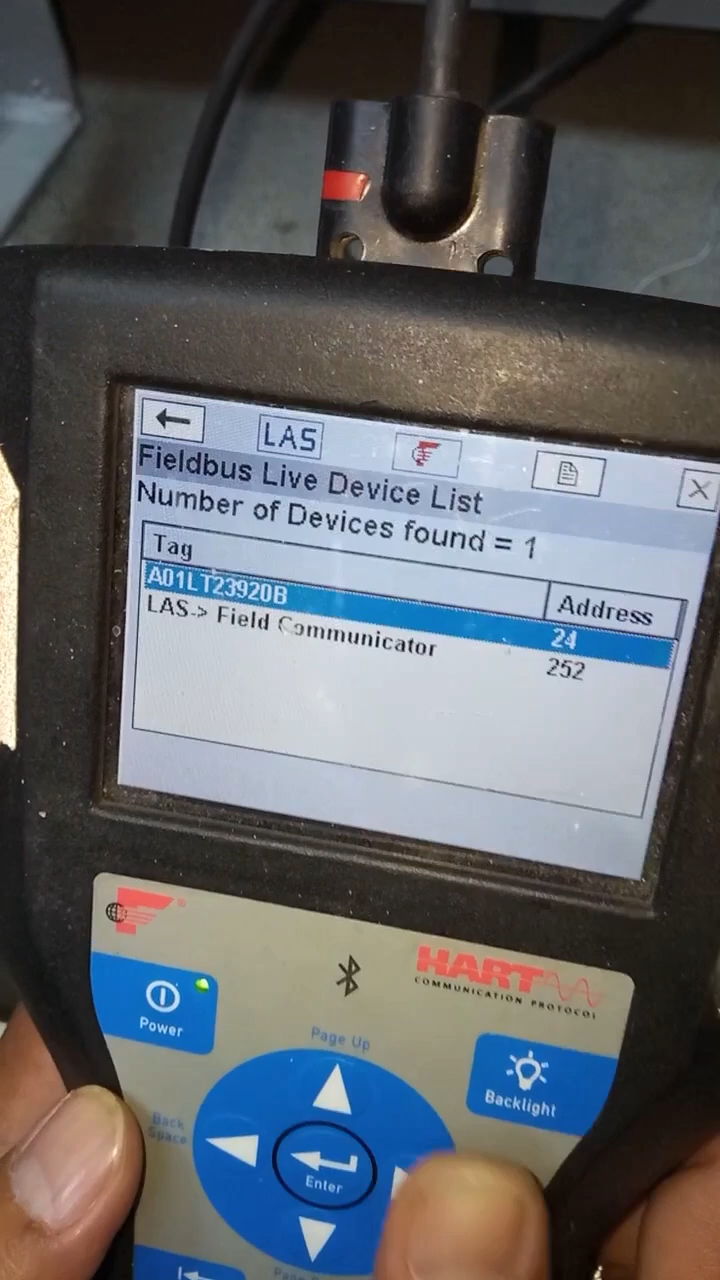 LAS
Fieldbus Live Device List
Number of Devices found = 1
Tag
Address
A01LT23920B
24
LAS-> Field Communicator
252
HART
COMMUNICATION PROTOCOL
Power
Page Up
Backlight
Back
Space
Enter